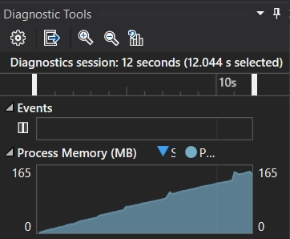 Diagnostic Tools
Diagnostics session: 12 seconds (12.044 s selected)
10s
Events
Process Memory (MB) S P...
165 165
0 0